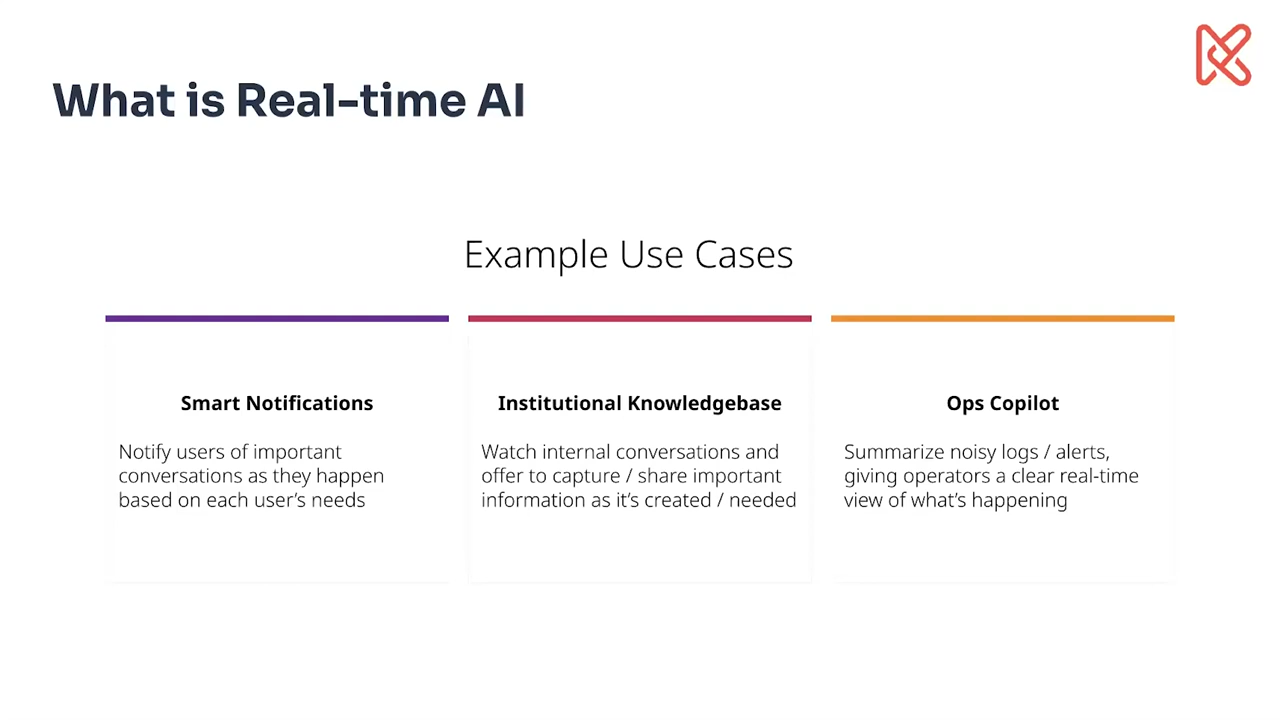 What is Real-time AI
Example Use Cases
Smart Notifications
Notify users of important
conversations as they happen
based on each user’s needs
Institutional Knowledgebase
Watch internal conversations and
offer to capture / share important
information as it’s created / needed
Ops Copilot
Summarize noisy logs / alerts,
giving operators a clear real-time
view of what’s happening